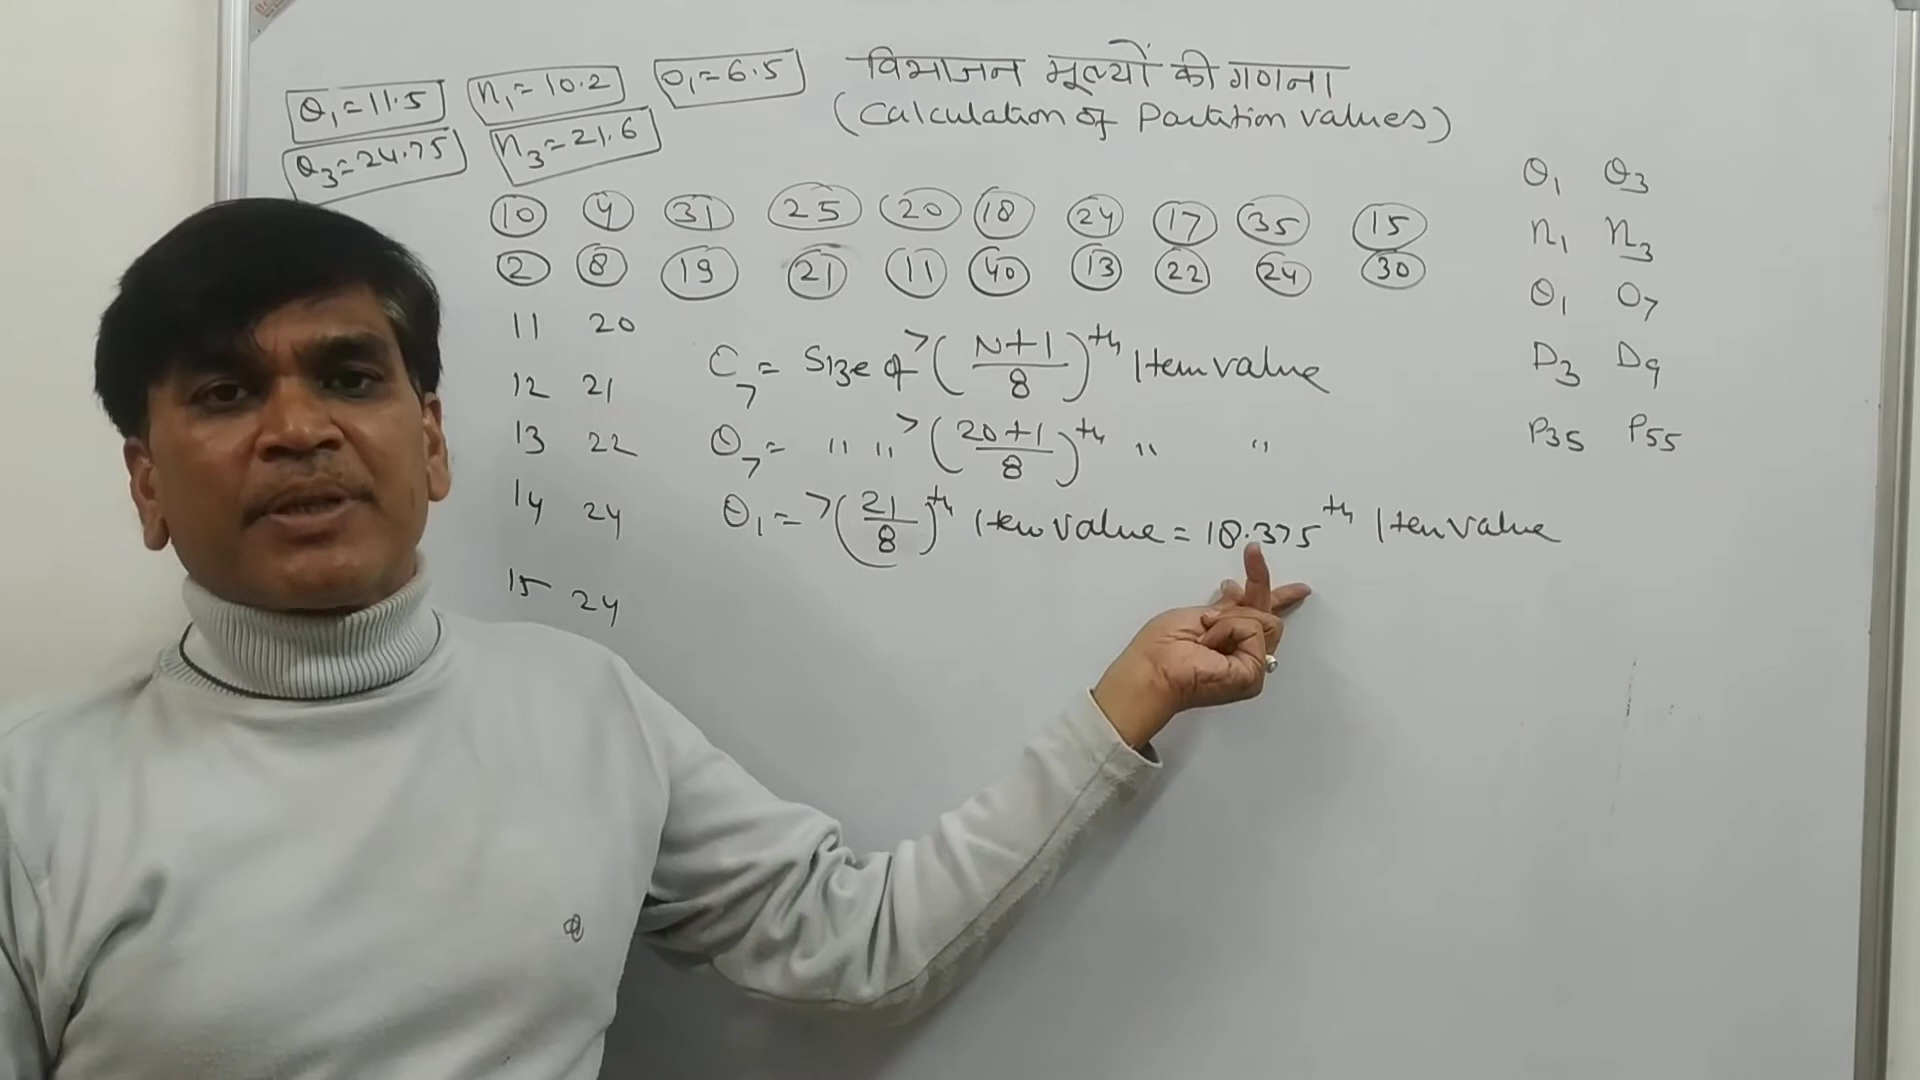 विभाजन मूल्यों की गणना
(Calculation of Partition values)
Q₁=11.5 n₁=10.2 O₁=6.5
Q₃=24.75 n₃=21.6
10 4 31 25 20 18 24 17 35 15
2 8 19 21 11 40 13 22 24 30
11 20
12 21
13 22
14 24
15 24
O₇ = Size of 7(N+1/8)th Item value
O₇ = " " 7(20+1/8)th " "
O₁ = 7(21/8)th Item value = 18.375th Item value
Q₁ Q₃
n₁ n₃
O₁ O₇
D₃ D₉
P₃₅ P₅₅